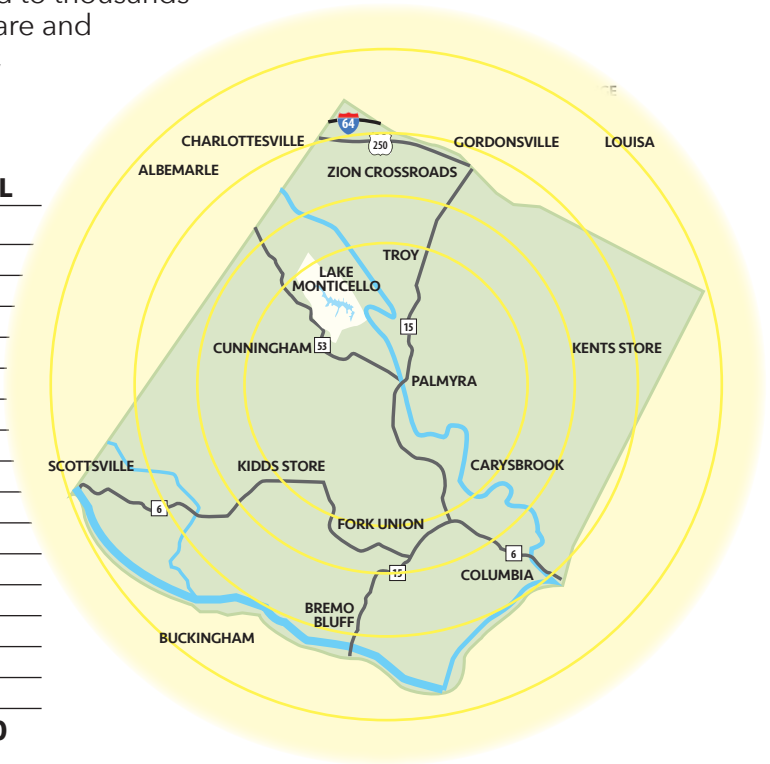 d to thousands
are and
L
64
CHARLOTTESVILLE
250
GORDONSVILLE
LOUISA
ALBEMARLE
ZION CROSSROADS
TROY
LAKE
MONTICELLO
15
CUNNINGHAM
53
KENTS STORE
PALMYRA
SCOTTSVILLE
KIDDS STORE
CARYSBROOK
6
FORK UNION
6
15
COLUMBIA
BREMO
BLUFF
BUCKINGHAM